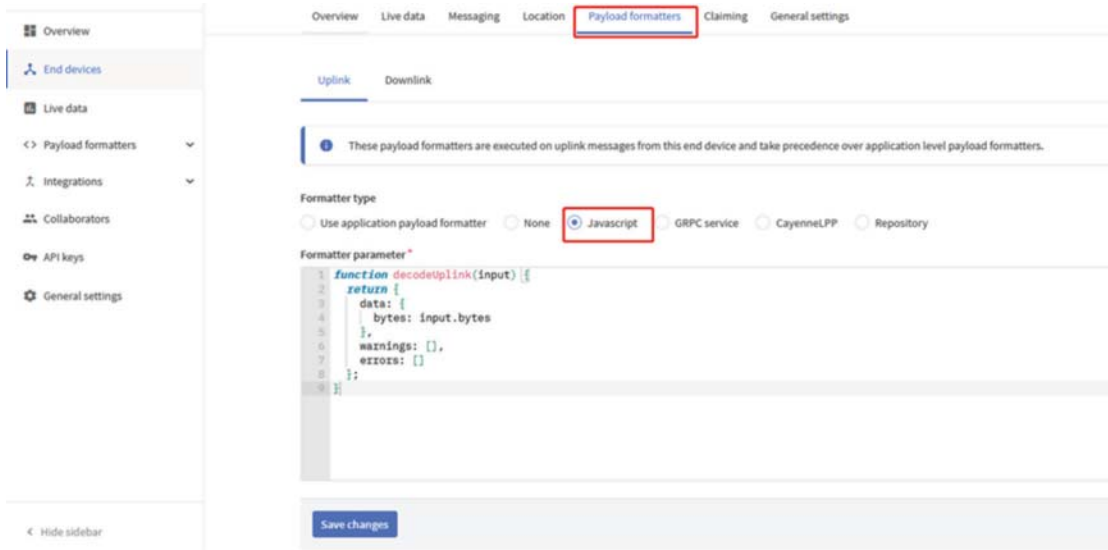 Overview Live data Messaging Location Payload formatters Claiming General settings
Overview
End devices
Live data
<> Payload formatters
Integrations
Collaborators
API keys
General settings
Uplink Downlink
These payload formatters are executed on uplink messages from this end device and take precedence over application level payload formatters.
Formatter type
Use application payload formatter None Javascript GRPC service CayenneLPP Repository
Formatter parameter*
1 function decodeUplink(input) {
2 return {
3 data: {
4 bytes: input.bytes
5 },
6 warnings: [],
7 errors: []
8 };
9 }
Save changes
< Hide sidebar